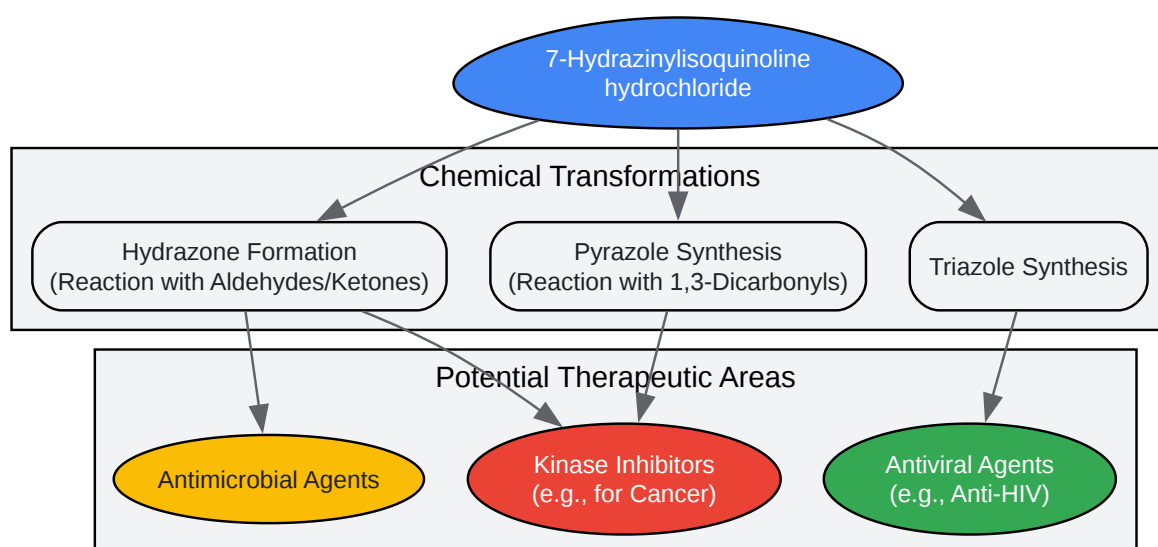 7-Hydrazinylisoquinoline
hydrochloride
Chemical Transformations
Hydrazone Formation
(Reaction with Aldehydes/Ketones)
Pyrazole Synthesis
(Reaction with 1,3-Dicarbonyls)
Triazole Synthesis
Potential Therapeutic Areas
Antimicrobial Agents
Kinase Inhibitors
(e.g., for Cancer)
Antiviral Agents
(e.g., Anti-HIV)